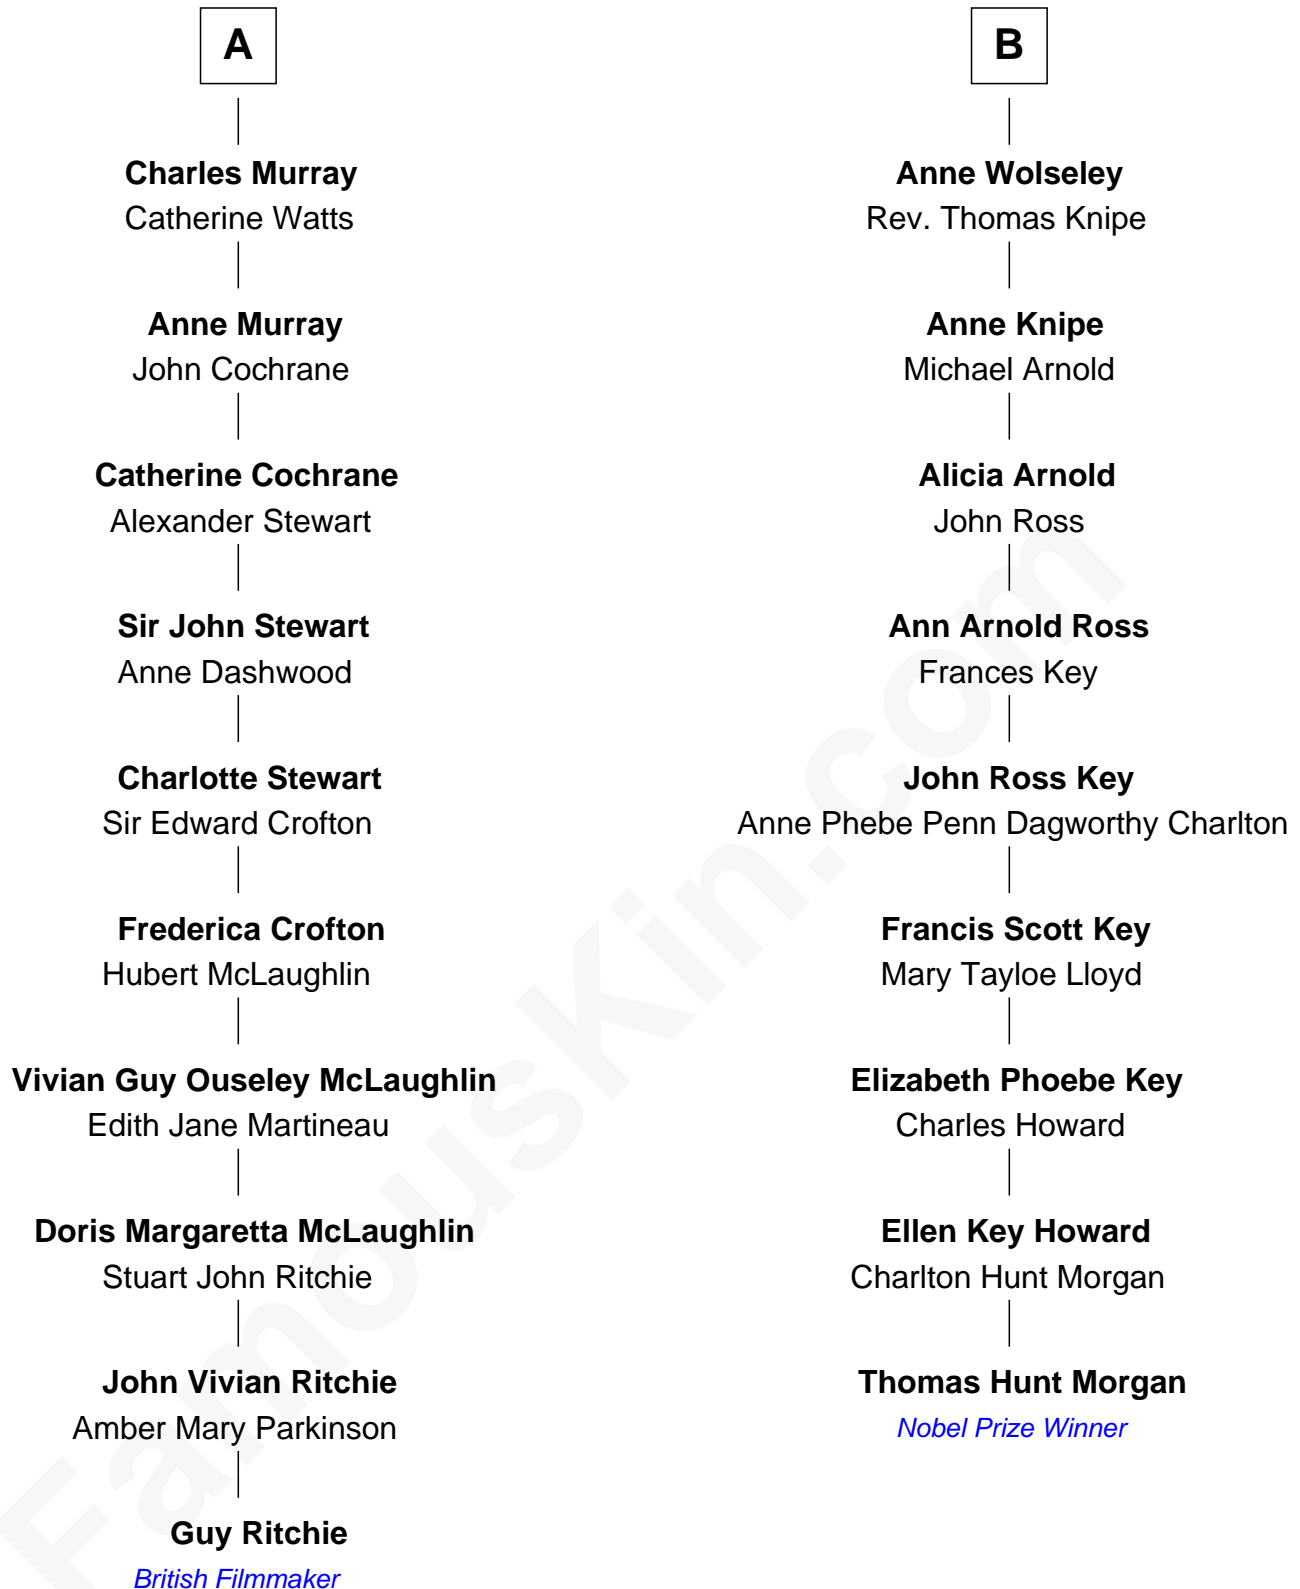 A
Charles Murray
Catherine Watts
Anne Murray
John Cochrane
Catherine Cochrane
Alexander Stewart
Sir John Stewart
Anne Dashwood
Charlotte Stewart
Sir Edward Crofton
Frederica Crofton
Hubert McLaughlin
Vivian Guy Ouseley McLaughlin
Edith Jane Martineau
Doris Margaretta McLaughlin
Stuart John Ritchie
John Vivian Ritchie
Amber Mary Parkinson
Guy Ritchie
British Filmmaker
B
Anne Wolseley
Rev. Thomas Knipe
Anne Knipe
Michael Arnold
Alicia Arnold
John Ross
Ann Arnold Ross
Frances Key
John Ross Key
Anne Phebe Penn Dagworthy Charlton
Francis Scott Key
Mary Tayloe Lloyd
Elizabeth Phoebe Key
Charles Howard
Ellen Key Howard
Charlton Hunt Morgan
Thomas Hunt Morgan
Nobel Prize Winner
FamousKin.com